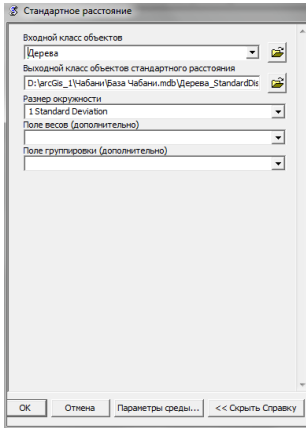 Стандартное расстояние
Входной класс объектов
Дерева
Выходной класс объектов стандартного расстояния
D:\arcGis_1\Чабани\База Чабани.mdb\Дерева_StandardDis
Размер окружности
1 Standard Deviation
Поле весов (дополнительно)
Поле группировки (дополнительно)
OK
Отмена
Параметры среды...
<< Скрыть Справку